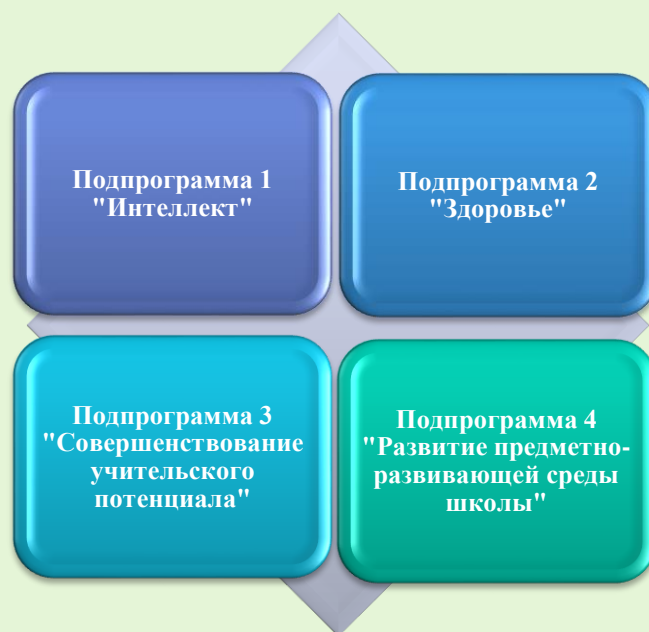 Подпрограмма 1
"Интеллект"
Подпрограмма 2
"Здоровье"
Подпрограмма 3
"Совершенствование
учительского
потенциала"
Подпрограмма 4
"Развитие предметно-
развивающей среды
школы"